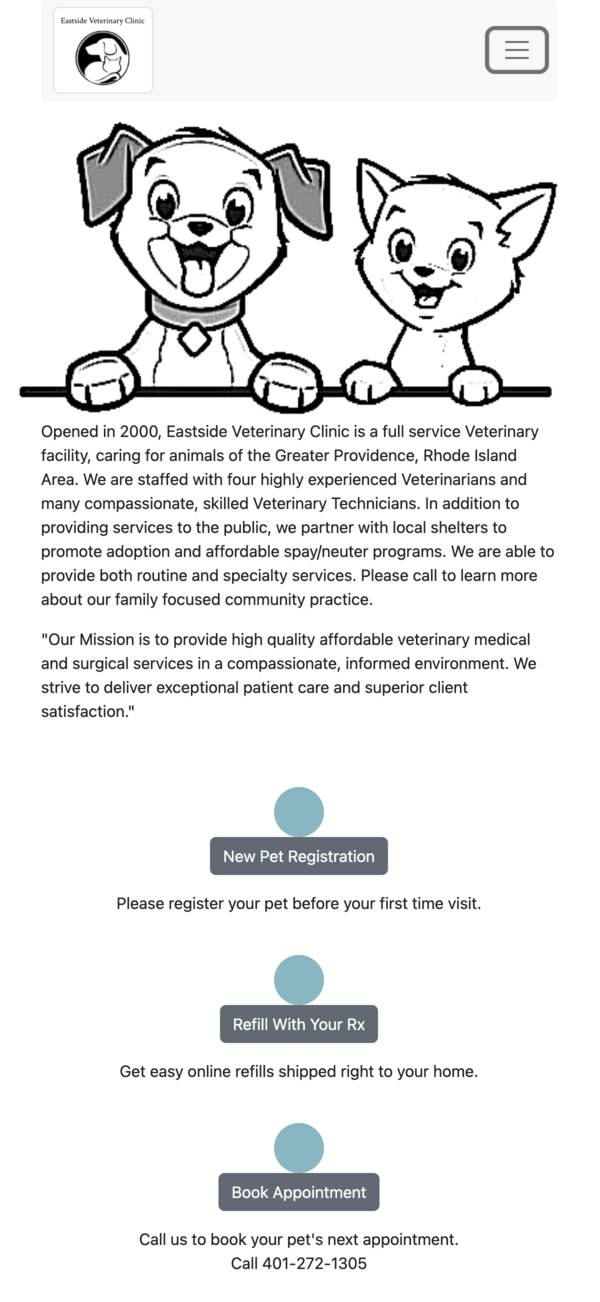 Eastside Veterinary Clinic
Opened in 2000, Eastside Veterinary Clinic is a full service Veterinary
facility, caring for animals of the Greater Providence, Rhode Island
Area. We are staffed with four highly experienced Veterinarians and
many compassionate, skilled Veterinary Technicians. In addition to
providing services to the public, we partner with local shelters to
promote adoption and affordable spay/neuter programs. We are able to
provide both routine and specialty services. Please call to learn more
about our family focused community practice.
"Our Mission is to provide high quality affordable veterinary medical
and surgical services in a compassionate, informed environment. We
strive to deliver exceptional patient care and superior client
satisfaction."
New Pet Registration
Please register your pet before your first time visit.
Refill With Your Rx
Get easy online refills shipped right to your home.
Book Appointment
Call us to book your pet's next appointment.
Call 401-272-1305